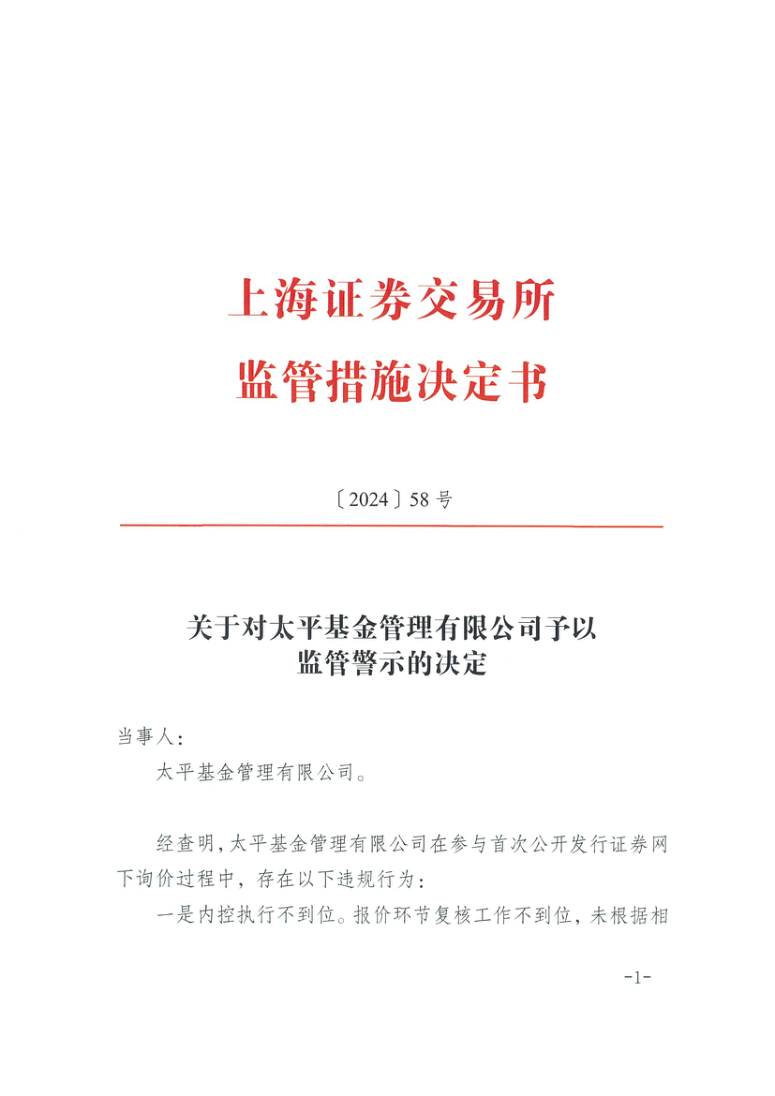 上海证券交易所
监管措施决定书
〔2024〕58 号
关于对太平基金管理有限公司予以
监管警示的决定
当事人：
太平基金管理有限公司。
经查明，太平基金管理有限公司在参与首次公开发行证券网
下询价过程中，存在以下违规行为：
一是内控执行不到位。报价环节复核工作不到位，未根据相
-1-